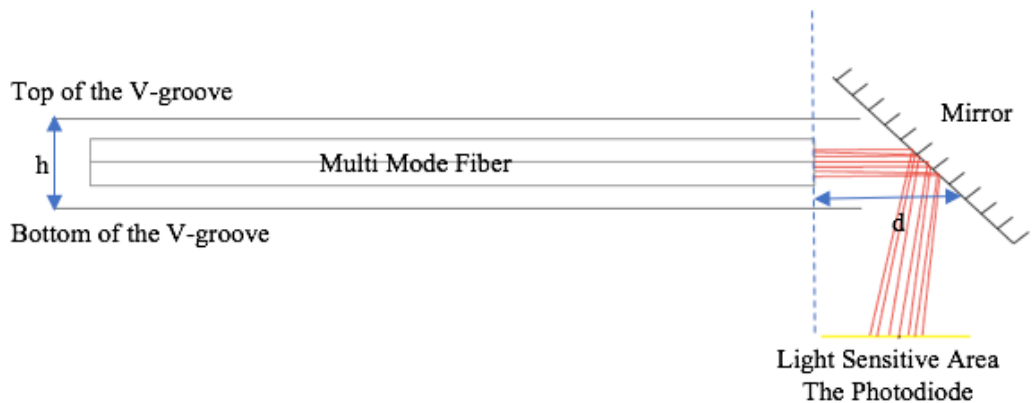 Top of the V-groove
Mirror
h
Multi Mode Fiber
d
Bottom of the V-groove
Light Sensitive Area
The Photodiode